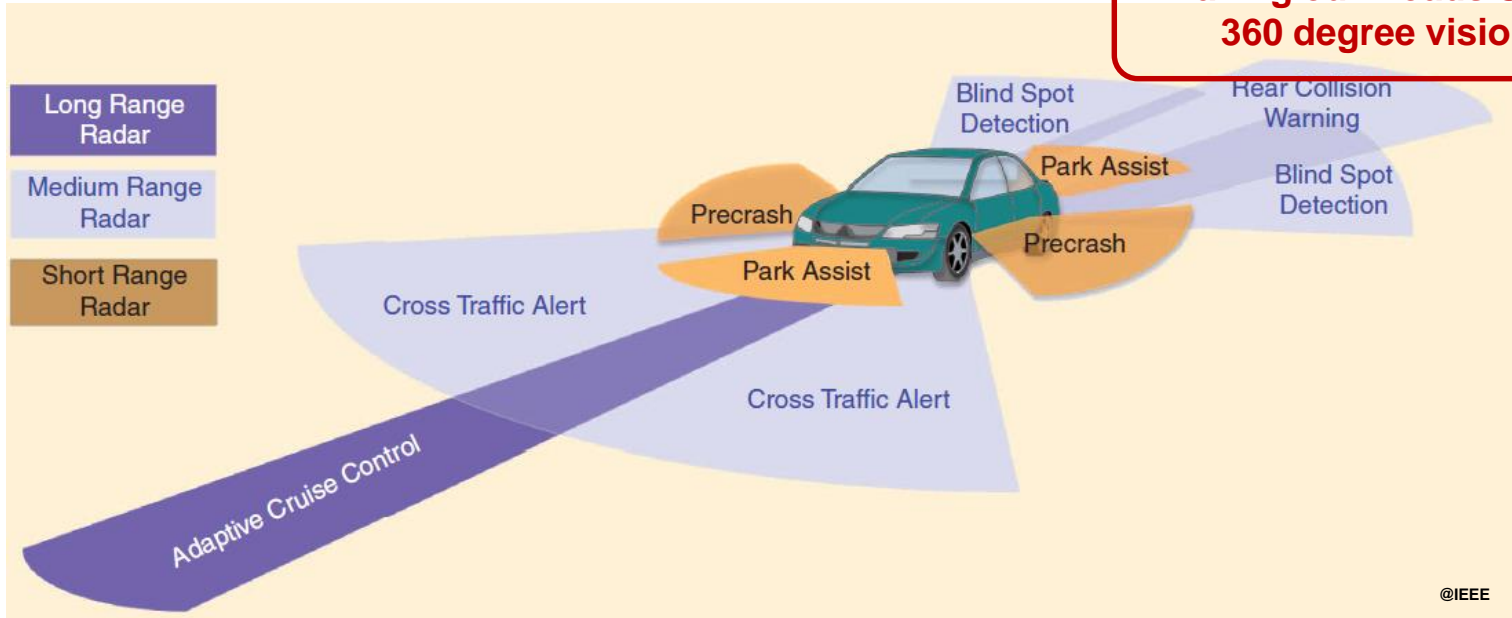 360 degree visio
Long Range
Radar
Medium Range
Radar
Short Range
Radar
Blind Spot
Detection
Rear Collision
Warning
Park Assist
Blind Spot
Detection
Precrash
Precrash
Park Assist
Cross Traffic Alert
Cross Traffic Alert
Adaptive Cruise Control
@IEEE